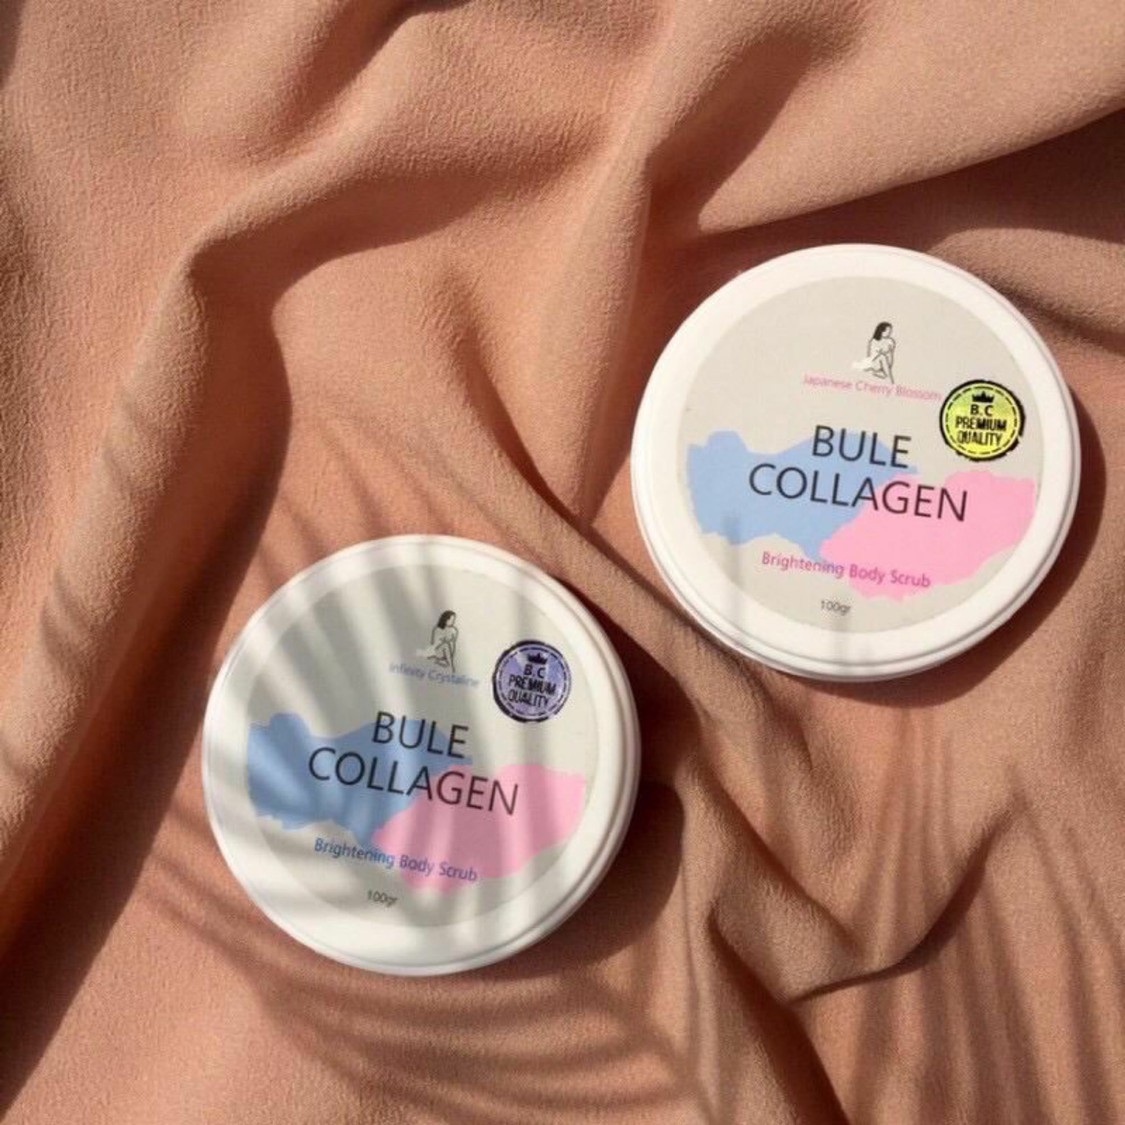 Japanese Cherry Blossom
B.C
PREMIUM
QUALITY
BULE
COLLAGEN
Brightening Body Scrub
100gr
Infinity Crystaline
B.C
PREMIUM
QUALITY
BULE
COLLAGEN
Brightening Body Scrub
100gr